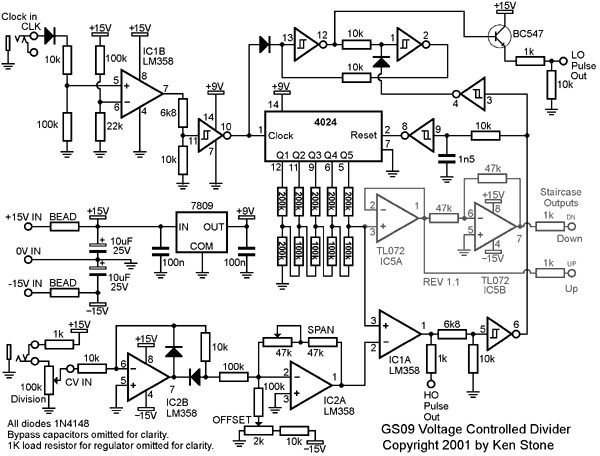 Clock in
CLK
+15V
+15V
+15V
10k
100k
100k
22k
IC1B
LM358
5
6
7
8
4
6k8
10k
+9V
14
11
10
7
13
12
10k
10k
1
2
+15V
BC547
1k
LO
Pulse
Out
10k
4
3
+9V
14
1
Clock
4024
Reset
2
7
8
9
10k
1n5
Q1 Q2 Q3 Q4 Q5
12 11 9 6 5
200k
200k
200k
200k
200k
200k
100k
100k
100k
100k
+15V IN
BEAD
+15V
0V IN
10uF
25V
10uF
25V
-15V IN
BEAD
–15V
7809
IN
OUT
COM
+9V
100n
100n
2
3
1
TL072
IC5A
47k
47k
+15V
8
6
5
7
4
–15V
TL072
IC5B
REV 1.1
Staircase
Outputs
1k
DN
Down
1k
UP
Up
+15V
1k
10k
CV IN
100k
Division
+15V
8
6
5
7
4
–15V
IC2B
LM358
10k
100k
SPAN
47k
47k
2
3
1
IC2A
LM358
100k
OFFSET
2k
10k
–15V
3
2
1
IC1A
LM358
6k8
1k
10k
HO
Pulse
Out
5
6
All diodes 1N4148
Bypass capacitors omitted for clarity.
1K load resistor for regulator omitted for clarity.
GS09 Voltage Controlled Divider
Copyright 2001 by Ken Stone